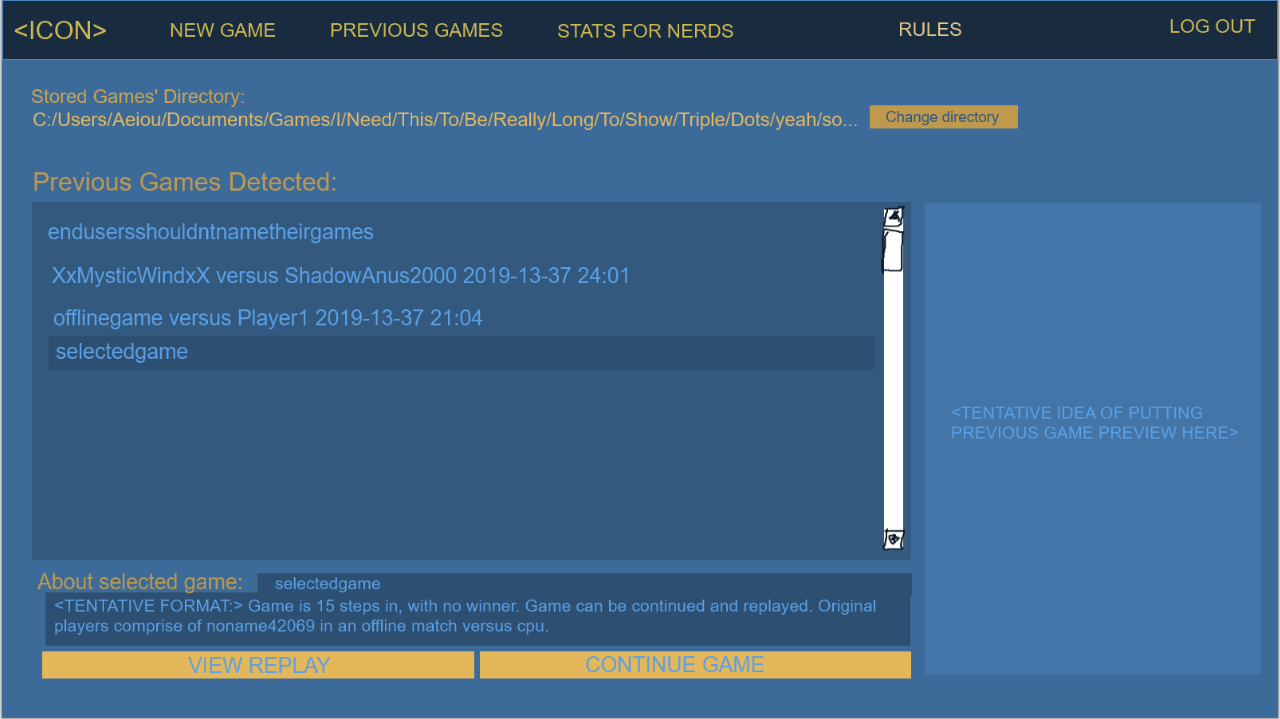 <ICON> NEW GAME PREVIOUS GAMES STATS FOR NERDS RULES LOG OUT
Stored Games' Directory:
C:/Users/Aeiou/Documents/Games/I/Need/This/To/Be/Really/Long/To/Show/Triple/Dots/yeah/so... Change directory
Previous Games Detected:
endusersshouldntnametheirgames
XxMysticWindxX versus ShadowAnus2000 2019-13-37 24:01
offlinegame versus Player1 2019-13-37 21:04
selectedgame
<TENTATIVE IDEA OF PUTTING
PREVIOUS GAME PREVIEW HERE>
About selected game: selectedgame
<TENTATIVE FORMAT:> Game is 15 steps in, with no winner. Game can be continued and replayed. Original
players comprise of noname42069 in an offline match versus cpu.
VIEW REPLAY CONTINUE GAME